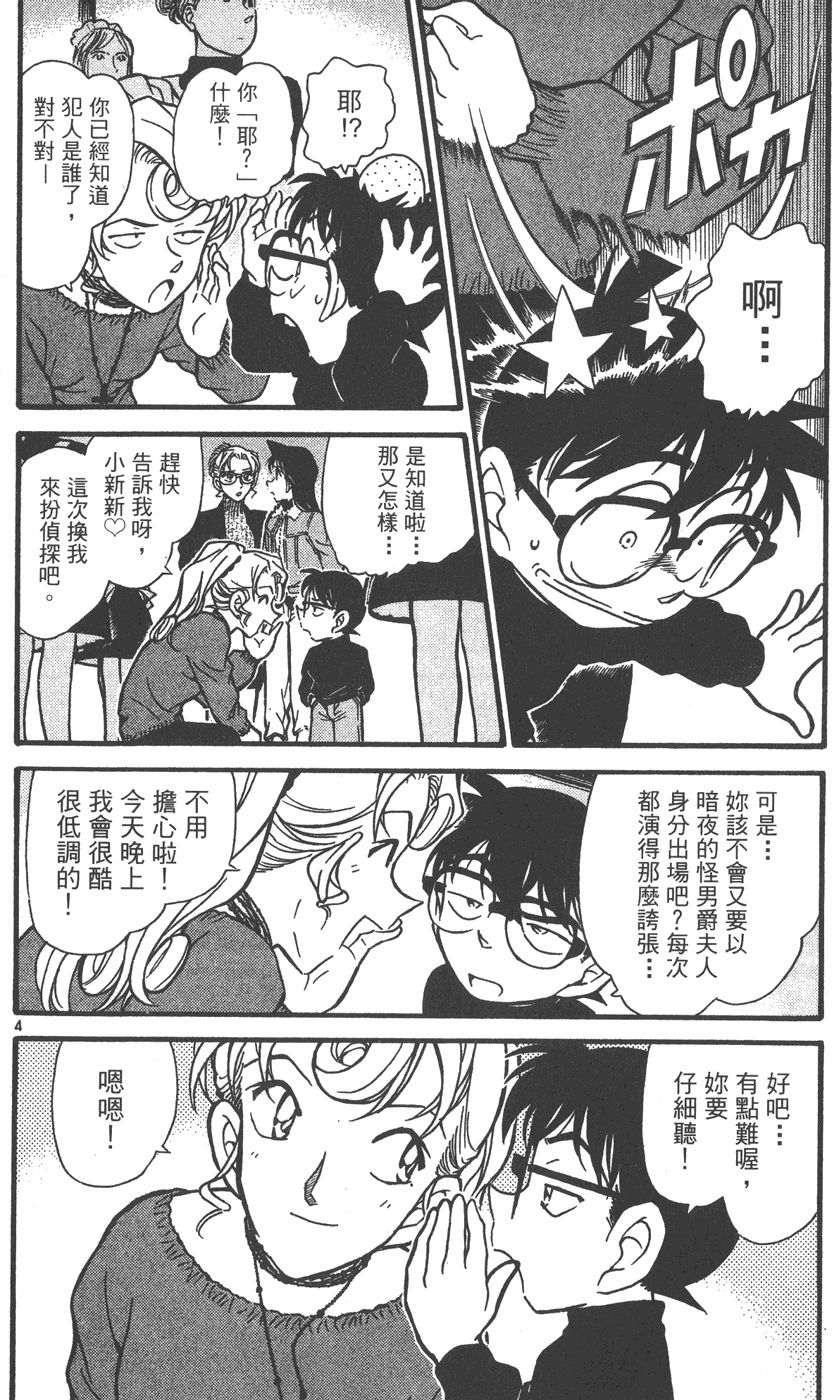 ポカ
啊…
耶!?
你「耶？」
什麼！
你已經知道
犯人是誰了，
對不對—
是知道啦…
那又怎樣…
趕快
告訴我呀，
小新新♡
這次換我
來扮偵探吧。
可是…
妳該不會又要以
暗夜的怪男爵夫人
身分出場吧？每次
都演得那麼誇張…
不用
擔心啦！
今天晚上
我會很酷
很低調的！
4
好吧…
有點難喔，
妳要
仔細聽！
嗯嗯！